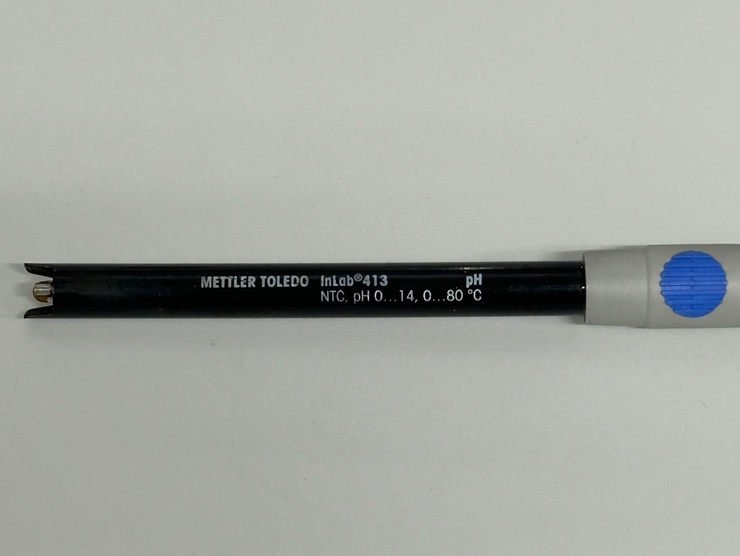 METTLER TOLEDO InLab®413 pH
NTC, pH 0...14, 0...80 °C